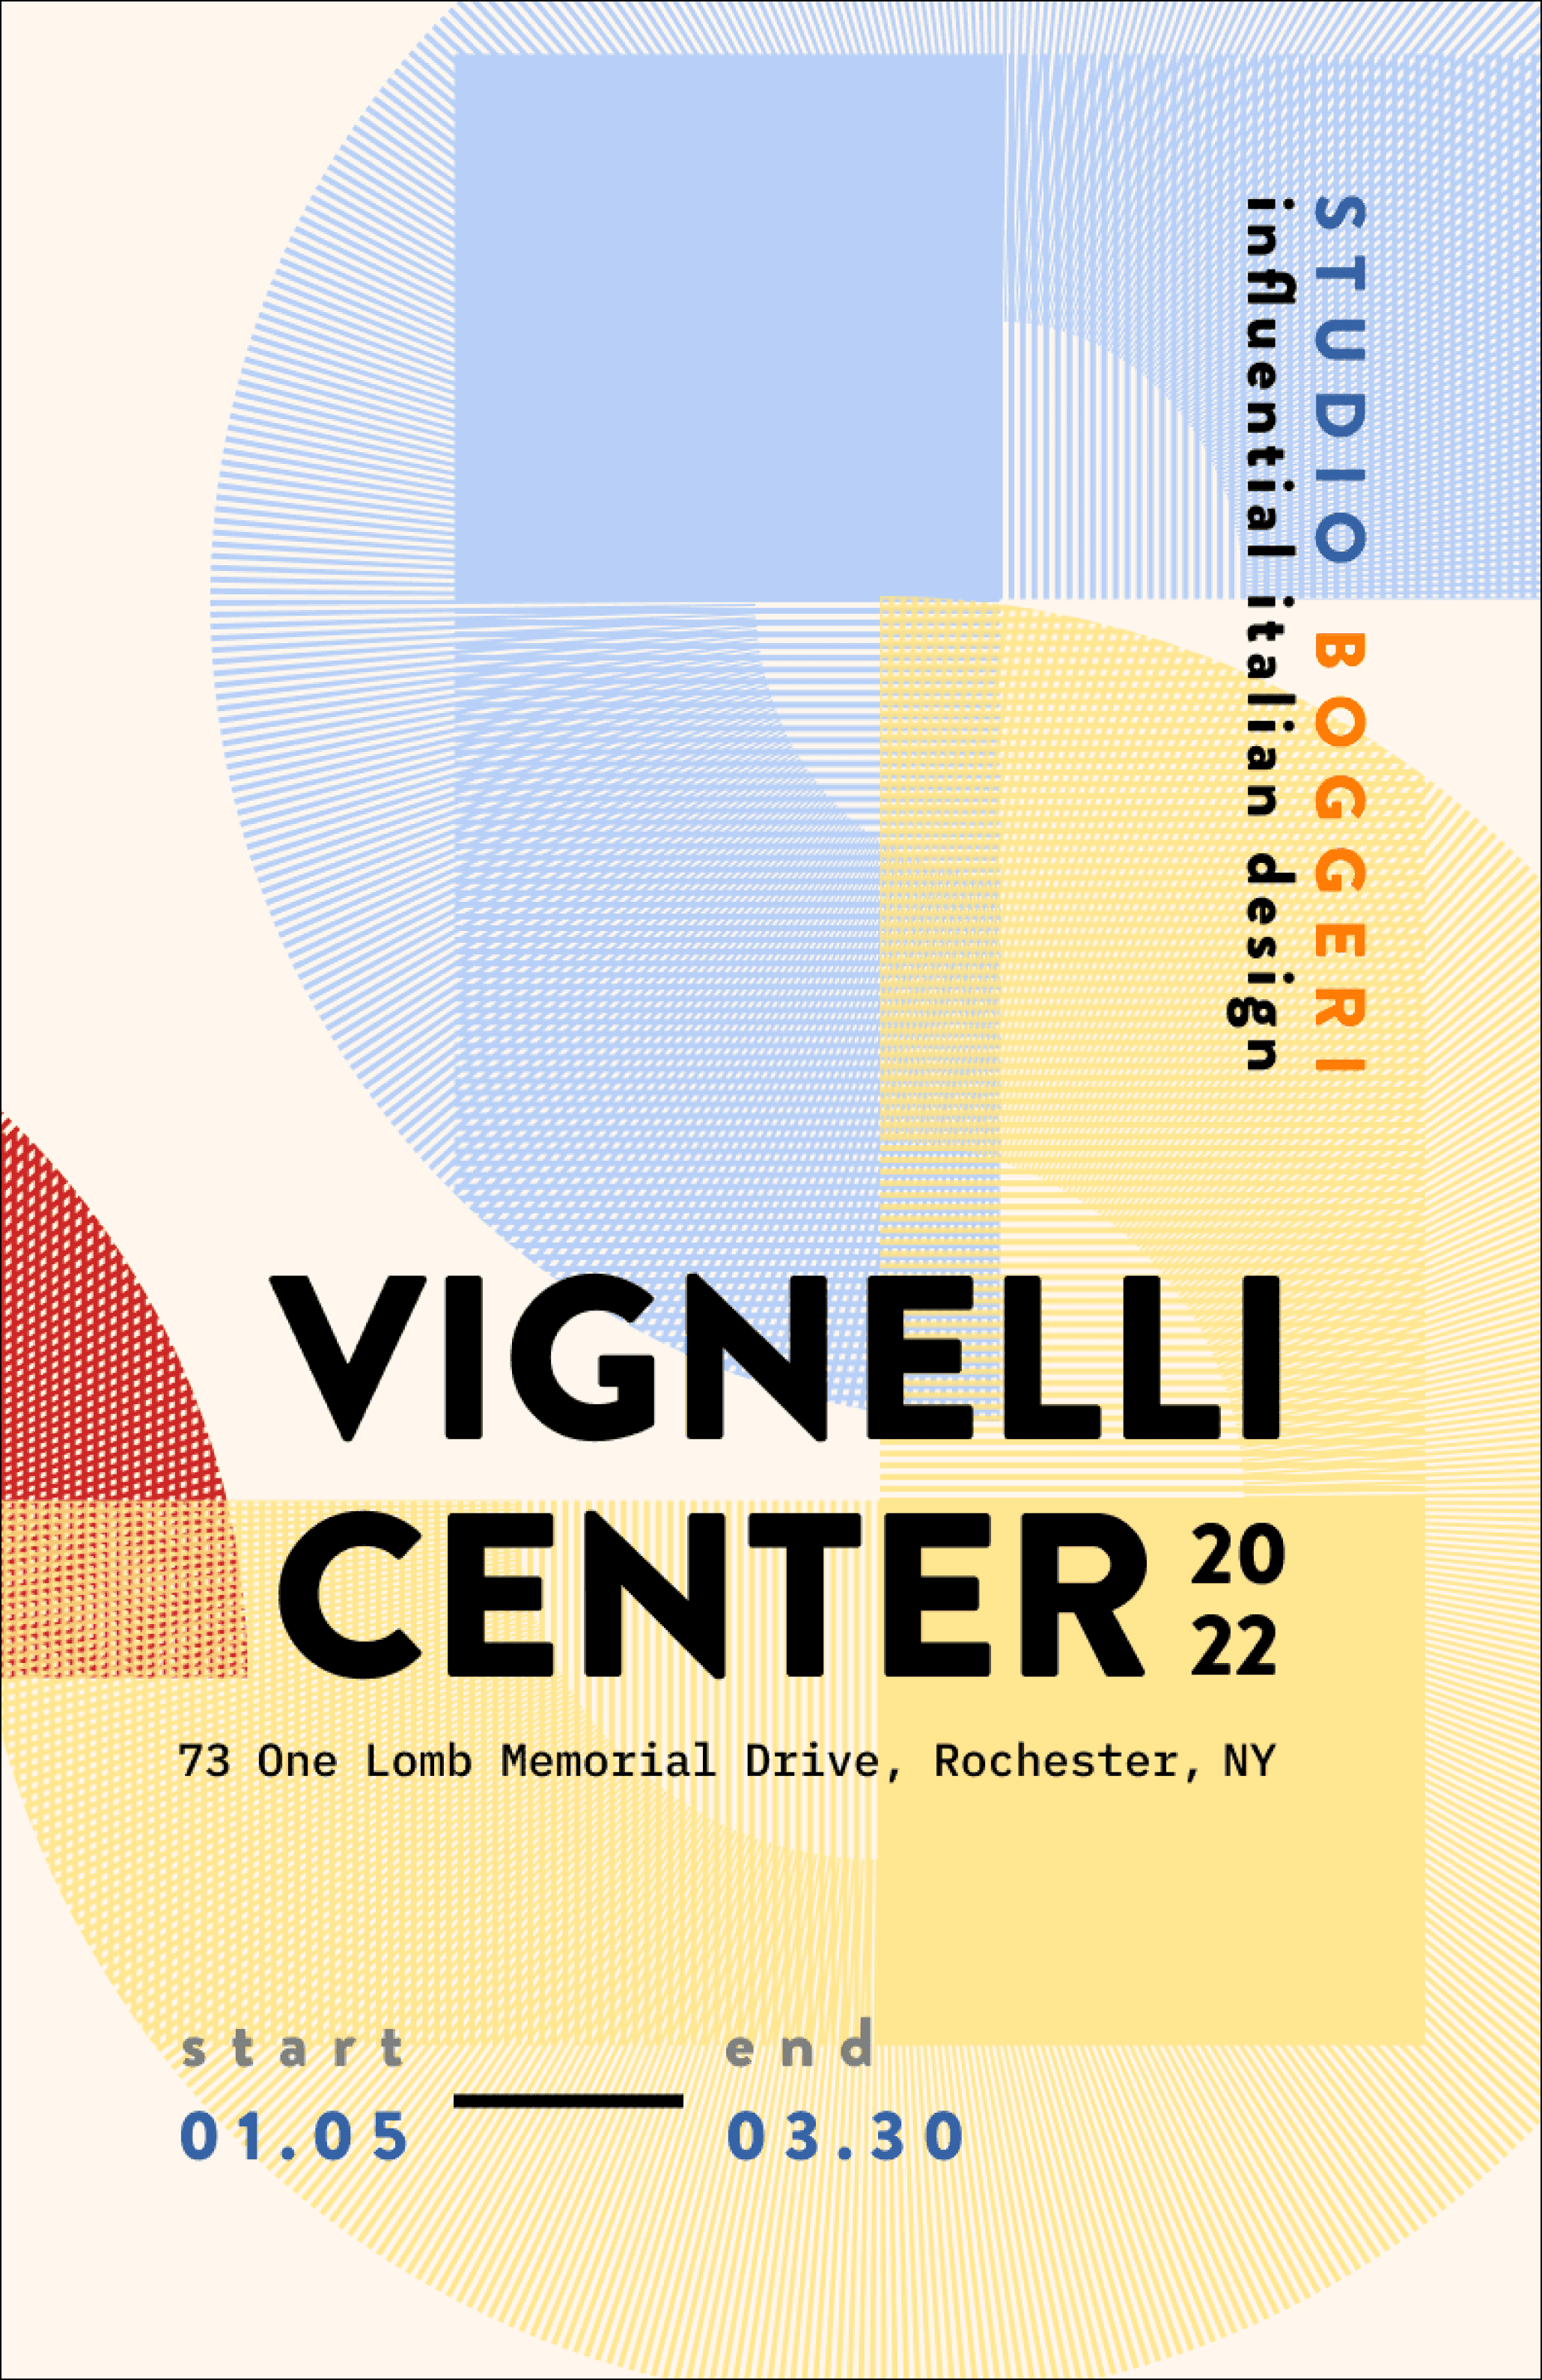 STUDIO BOGGERI
influential italian design
VIGNELLI
CENTER
20
22
73 One Lomb Memorial Drive, Rochester, NY
start
end
01.05
03.30